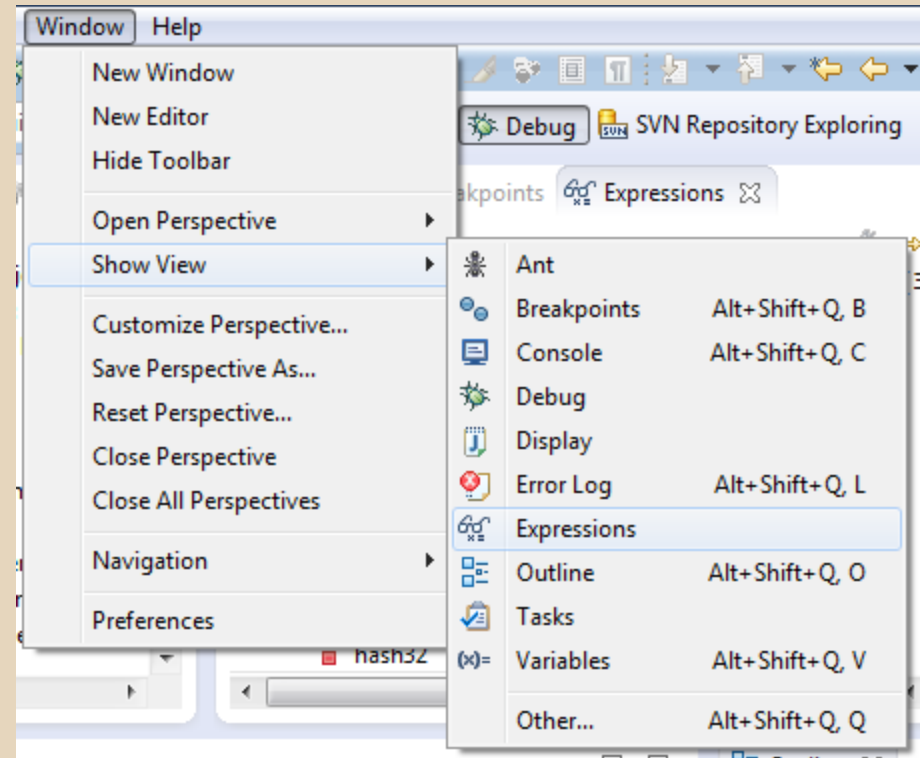 Window Help
New Window
New Editor
Hide Toolbar
Open Perspective
Show View
Customize Perspective...
Save Perspective As...
Reset Perspective...
Close Perspective
Close All Perspectives
Navigation
Preferences
Debug SVN Repository Exploring
Expressions
Ant
Breakpoints Alt+Shift+Q, B
Console Alt+Shift+Q, C
Debug
Display
Error Log Alt+Shift+Q, L
Expressions
Outline Alt+Shift+Q, O
Tasks
(x)= Variables Alt+Shift+Q, V
Other... Alt+Shift+Q, Q
hash32